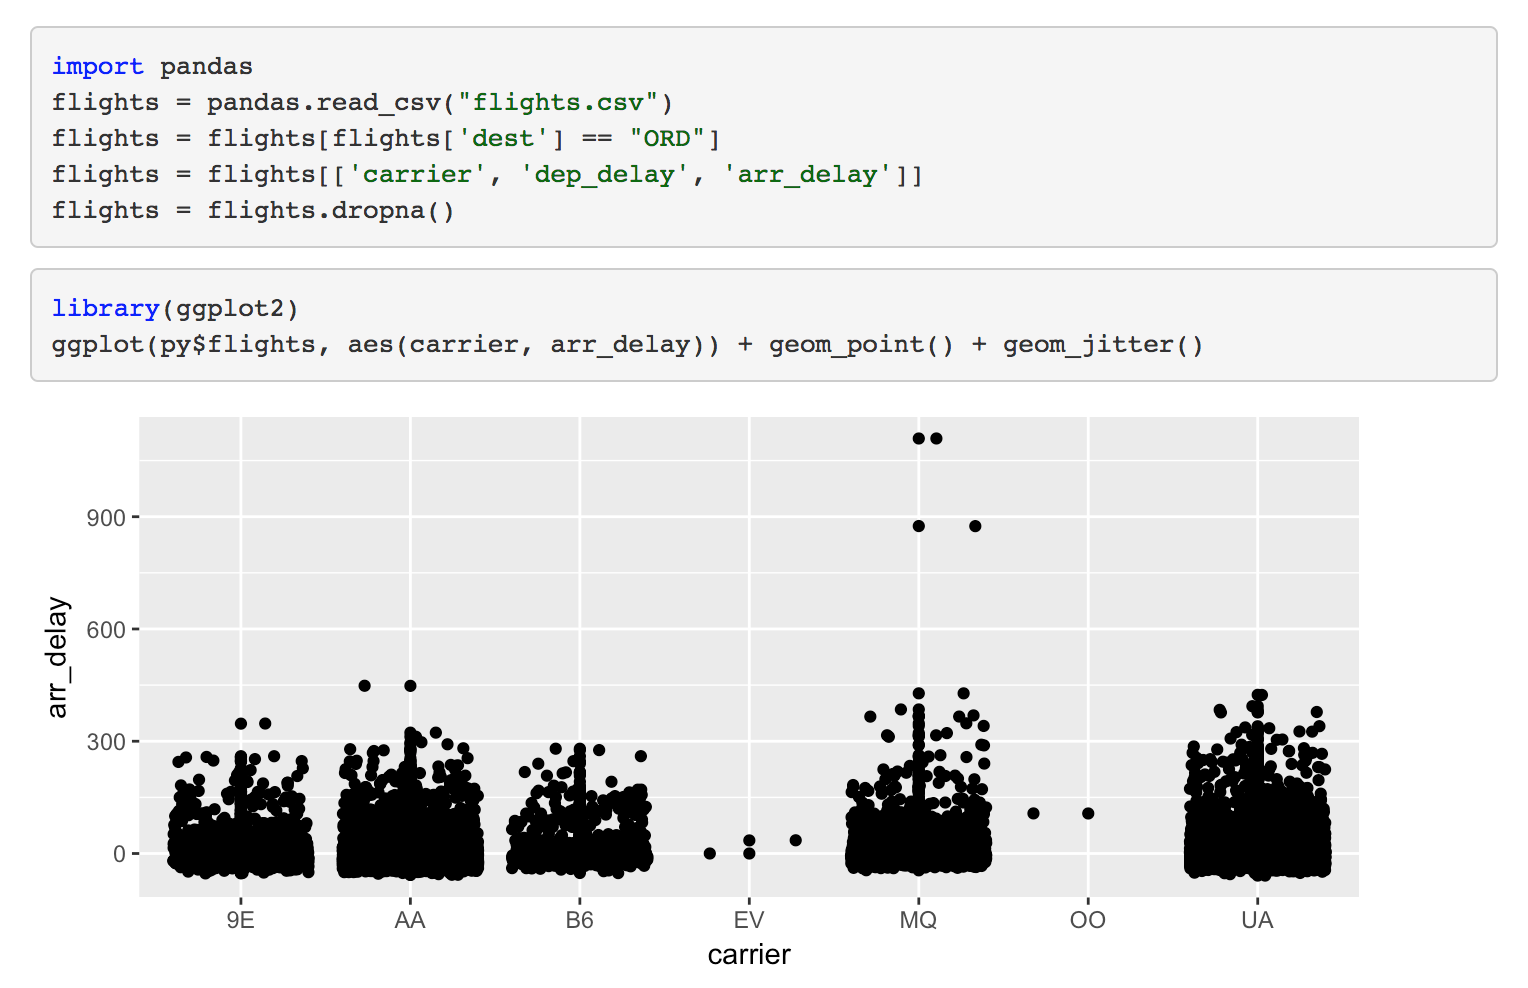 import pandas
flights = pandas.read_csv("flights.csv")
flights = flights[flights['dest'] == "ORD"]
flights = flights[['carrier', 'dep_delay', 'arr_delay']]
flights = flights.dropna()
library(ggplot2)
ggplot(py$flights, aes(carrier, arr_delay)) + geom_point() + geom_jitter()
900
600
300
0
arr_delay
9E AA B6 EV MQ OO UA
carrier